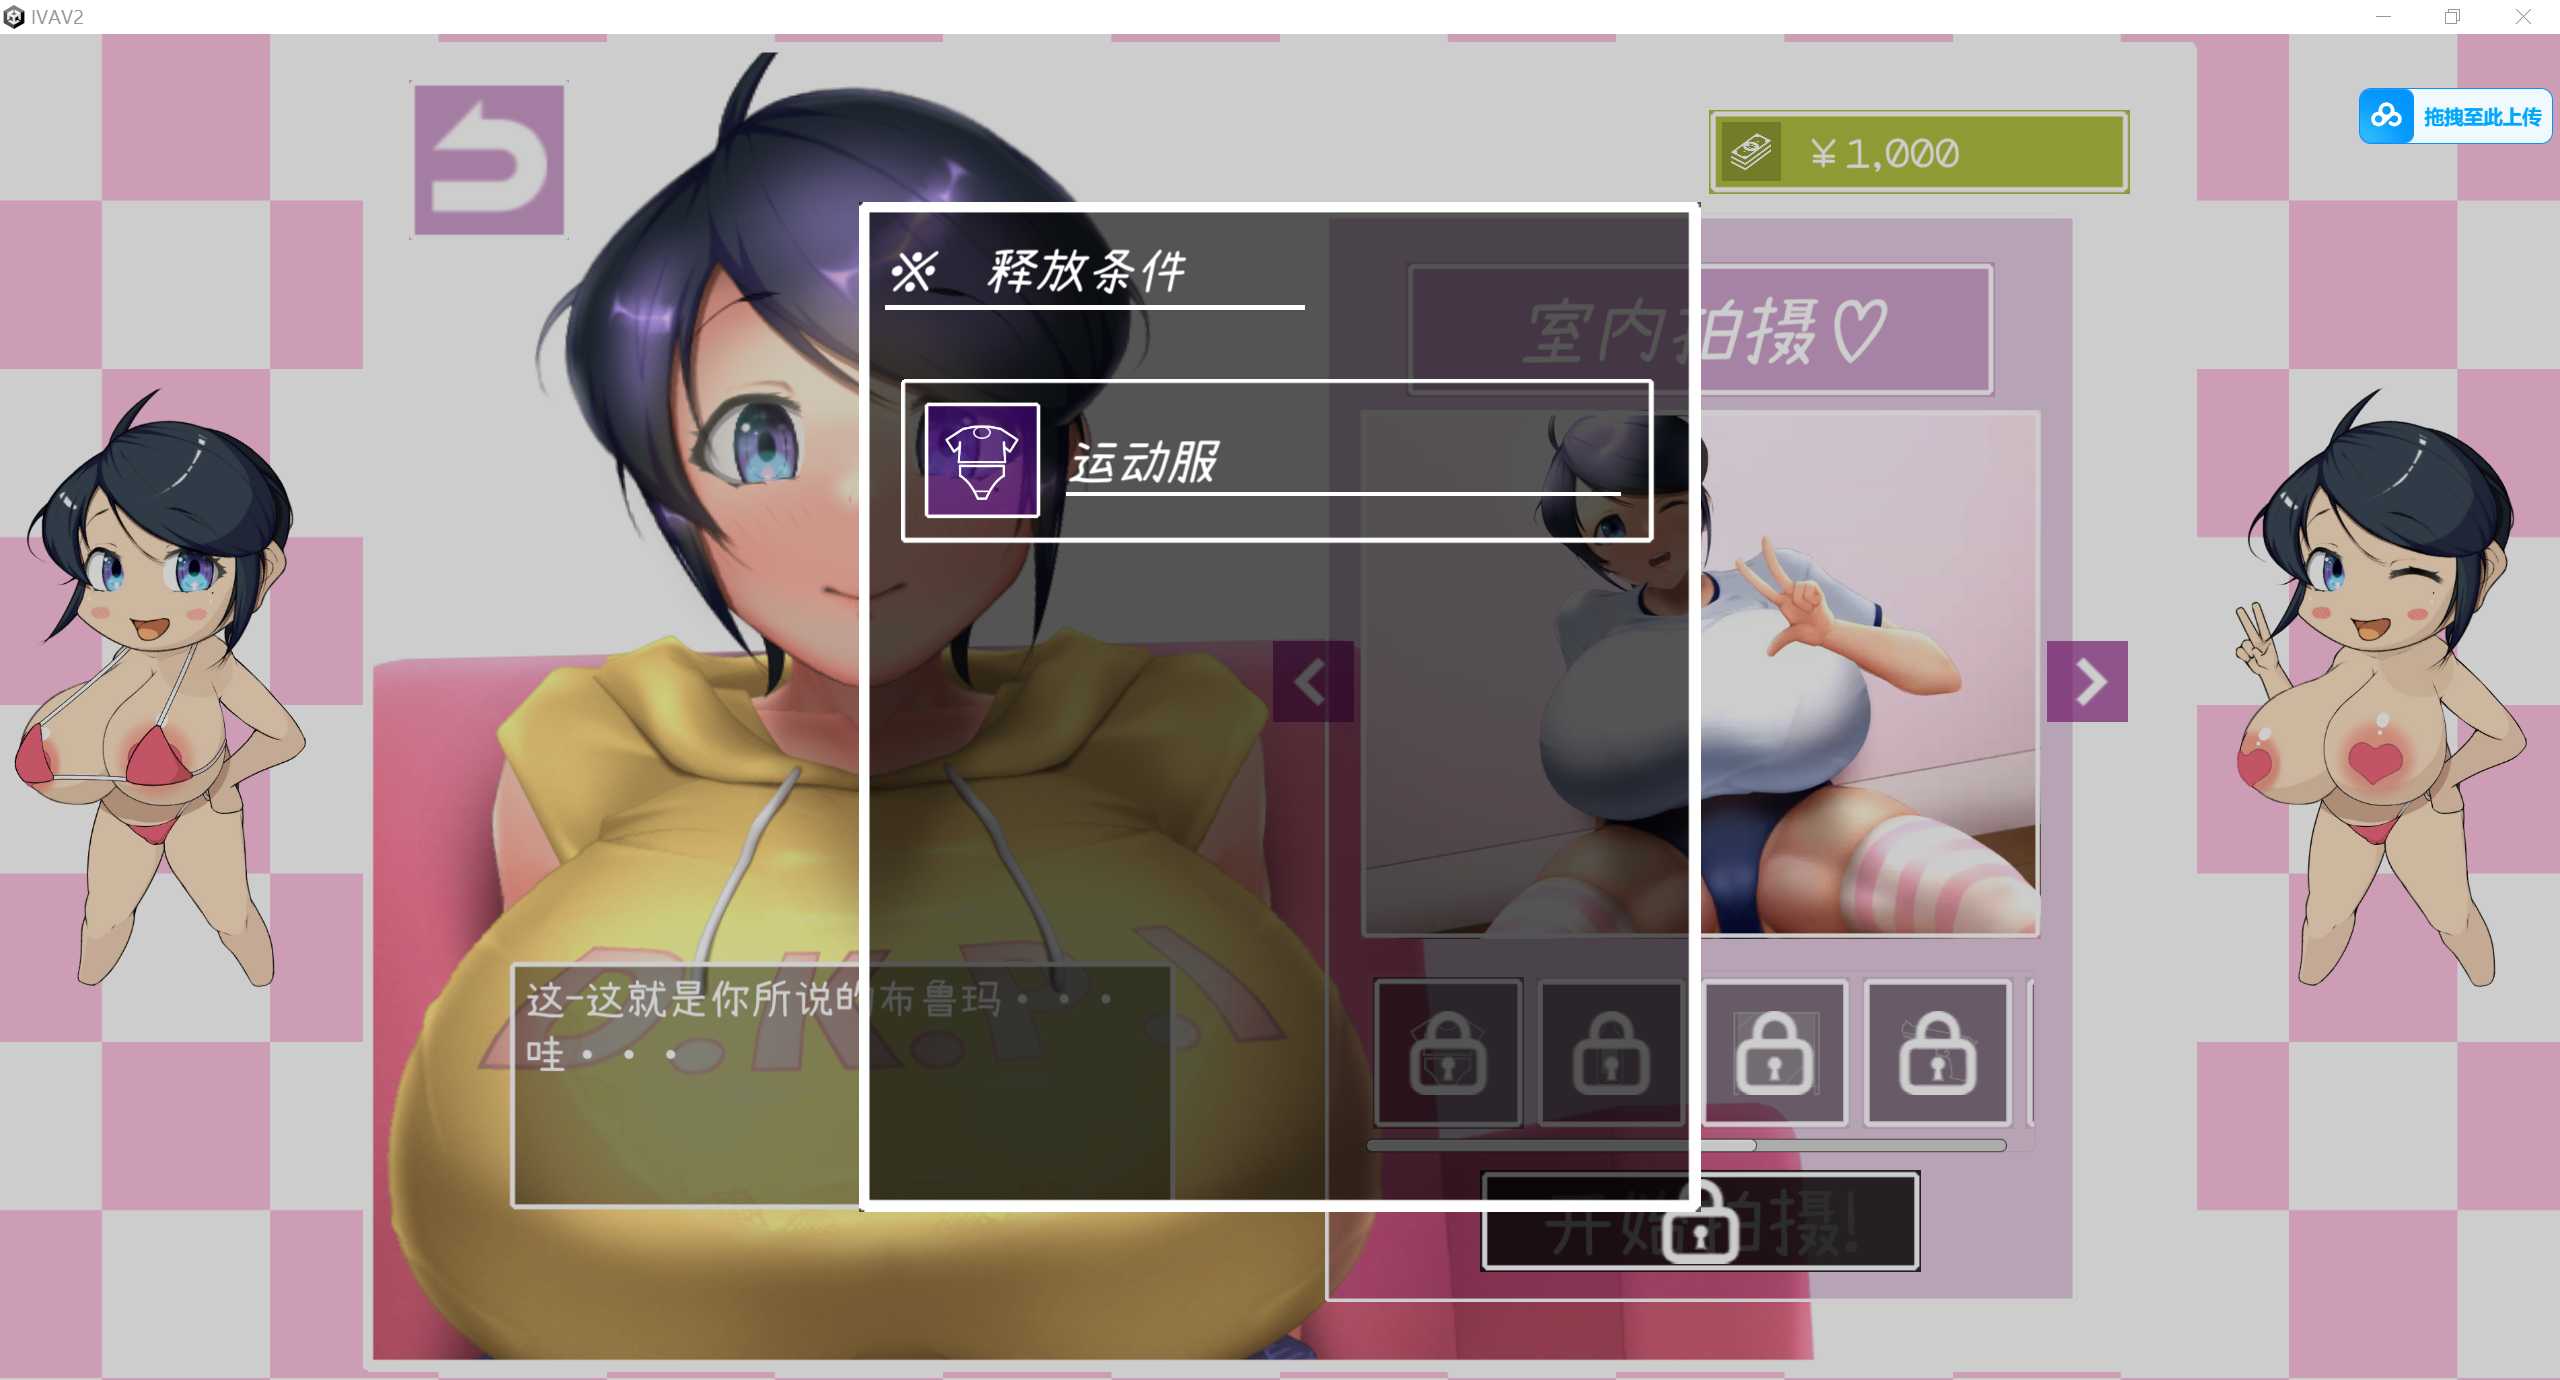 IVAV2
拖拽至此上传
¥1,000
※ 释放条件
室内拍摄♡
运动服
D.K.P.
这-这就是你所说的布鲁玛・・・
哇・・・
开始拍摄!